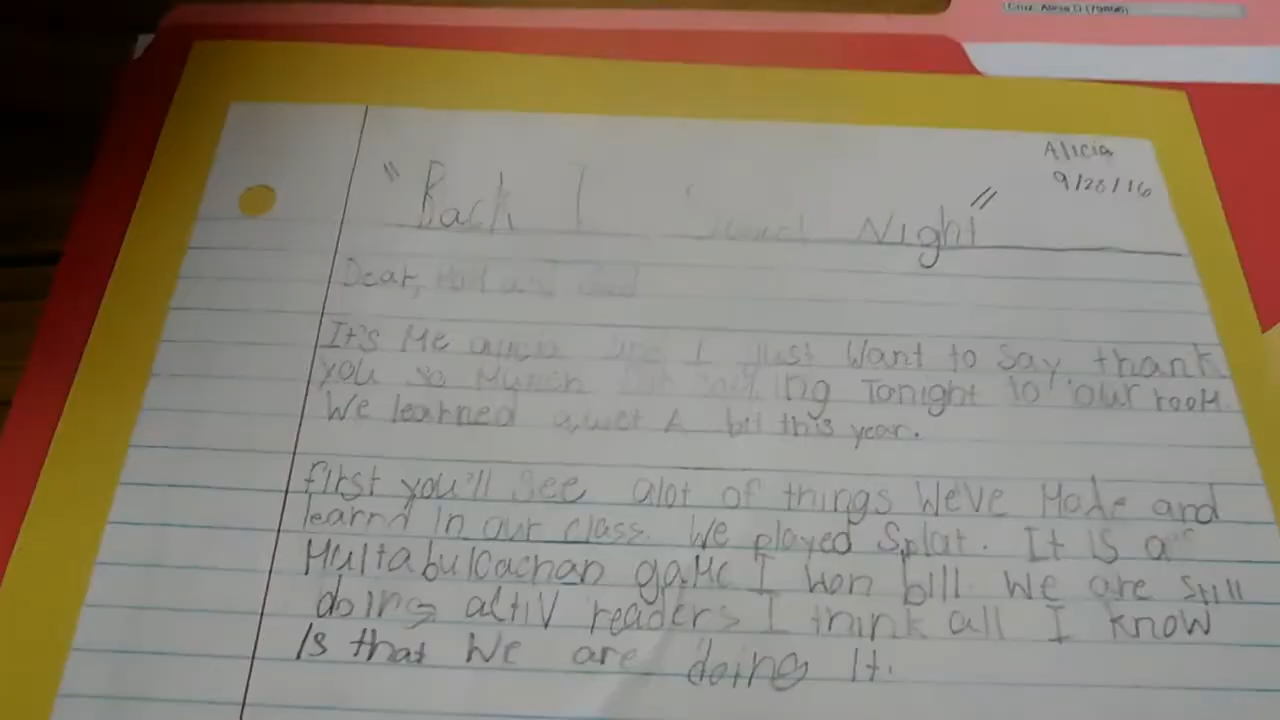 Alicia
9/26/16
"Back Night"
Dear,
It's Me I just want to say thank
you so ing Tonight to our room.
We learned A bit this year.
first you'll see alot of things We've Made and
learnd in our class. We played Splat. It is a
Multabulcachan game I won bill. We are still
doing activ readers I think all I know
Is that We are doing It.